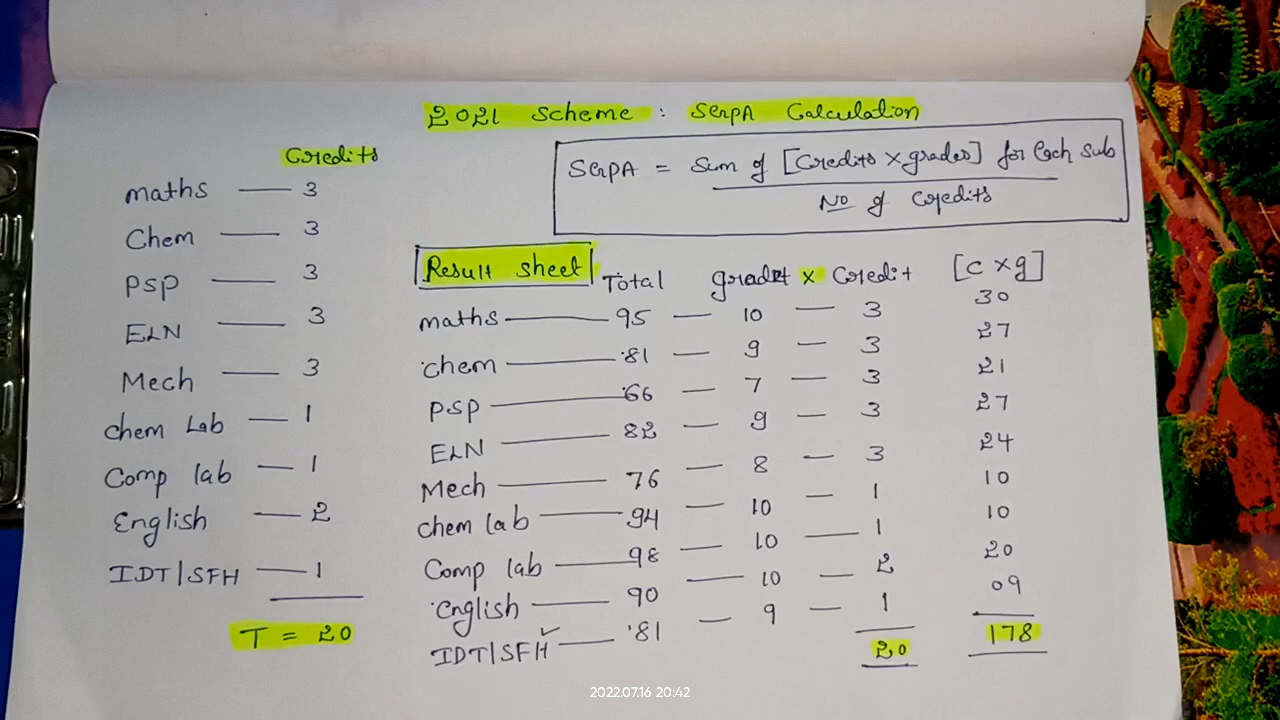 2021 Scheme : SGPA Calculation
SGPA = Sum of [Credits × grades] for Each Sub
No of Credits
Credits
maths — 3
Chem — 3
PSP — 3
ELN — 3
Mech — 3
chem Lab — 1
Comp lab — 1
English — 2
IDT|SFH — 1
T = 20
Result sheet
Total grade × Credit [C × g]
maths — 95 — 10 — 3 30
chem — 81 — 9 — 3 27
PSP — 66 — 7 — 3 21
ELN — 82 — 9 — 3 27
Mech — 76 — 8 — 3 24
chem lab — 94 — 10 — 1 10
Comp lab — 98 — 10 — 1 10
English — 90 — 10 — 2 20
IDT|SFH — 81 — 9 — 1 09
20 178
2022.07.16 20:42